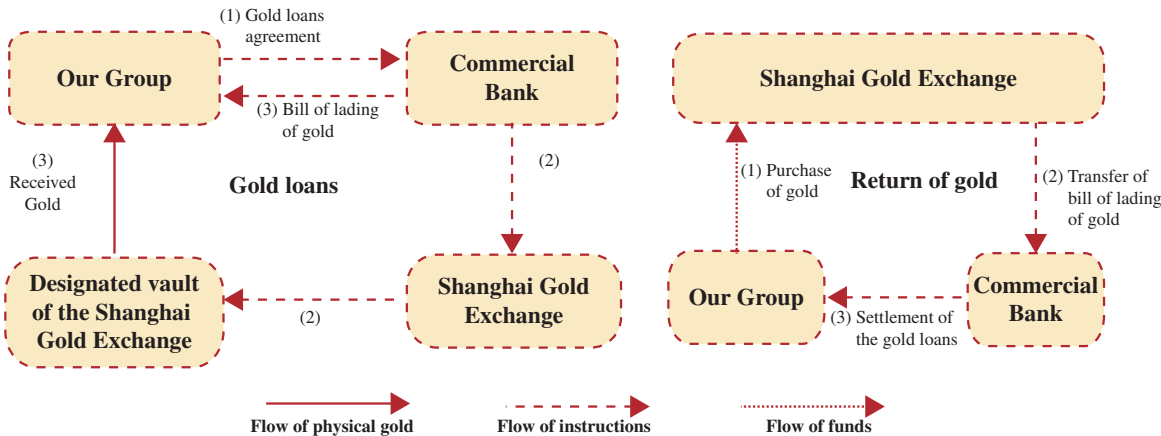 (1) Gold loans
agreement
Our Group
Commercial
Bank
(3) Bill of lading
of gold
(3)
Received
Gold
Gold loans
(2)
Designated vault
of the Shanghai
Gold Exchange
(2)
Shanghai Gold
Exchange
Shanghai Gold Exchange
(1) Purchase
of gold
Return of gold
(2) Transfer of
bill of lading
of gold
Our Group
(3) Settlement of
the gold loans
Commercial
Bank
Flow of physical gold
Flow of instructions
Flow of funds